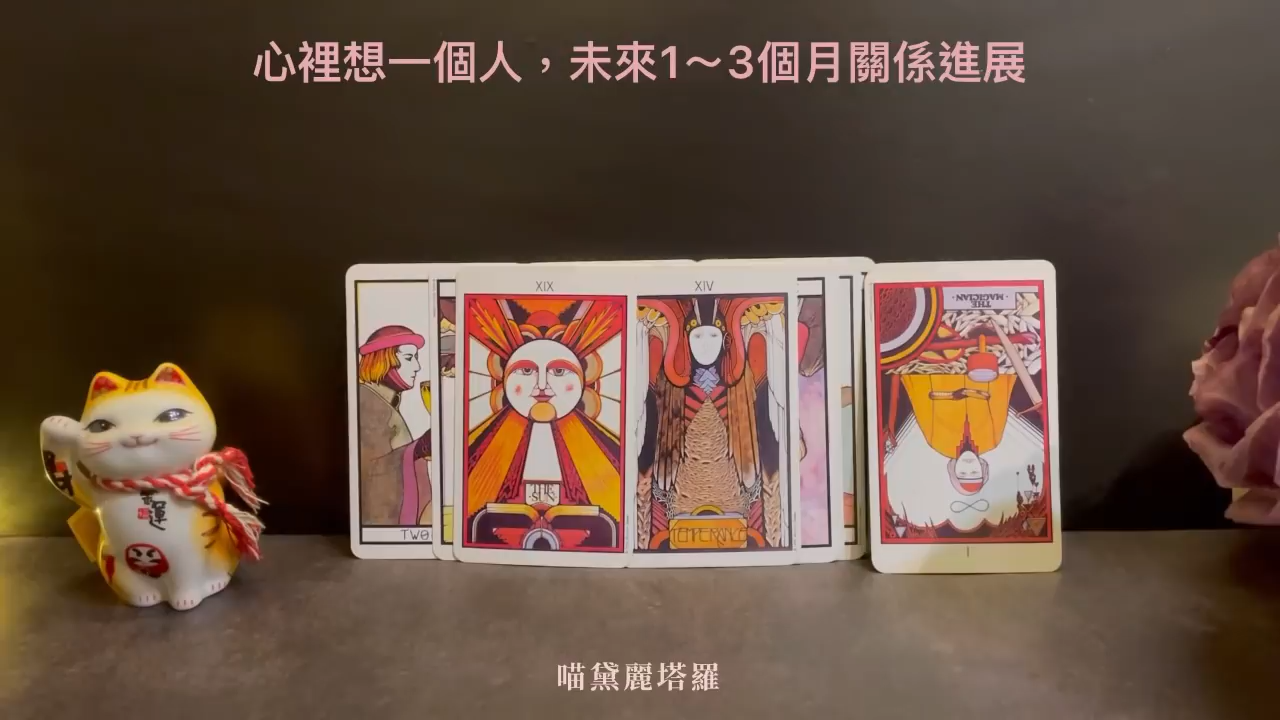 心裡想一個人，未來1～3個月關係進展
XIX
XIV
THE
MAGICIAN
THE
SUN
TEMPERANCE
TWO
I
喵黛麗塔羅